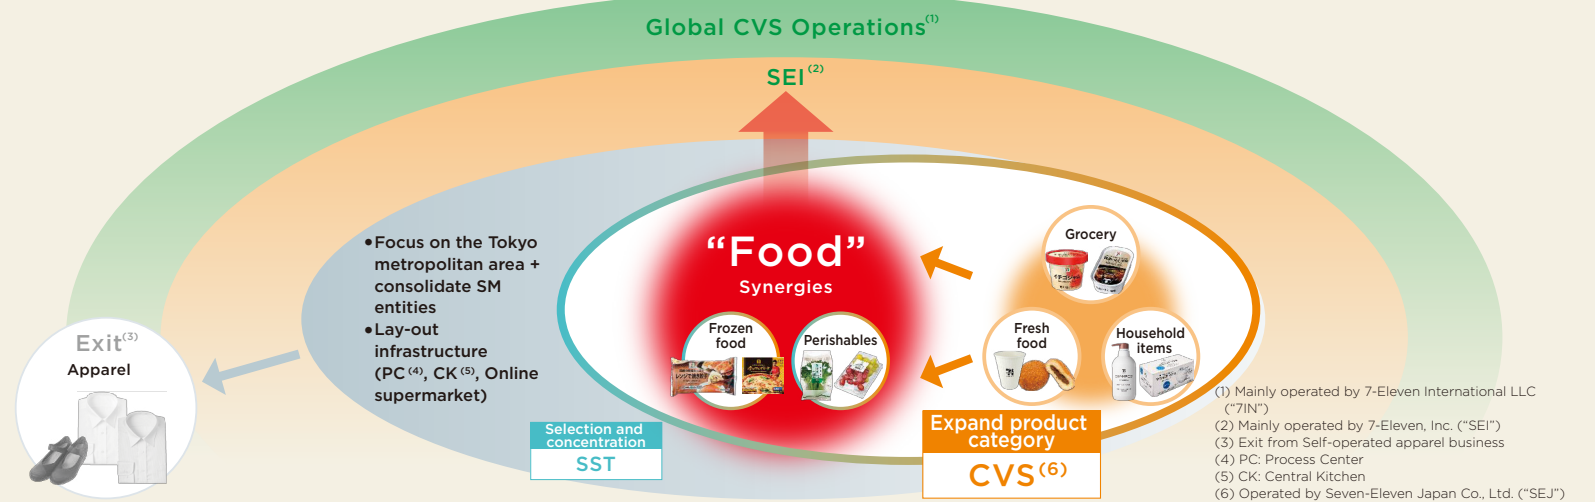 Global CVS Operations(1)
SEI(2)
•Focus on the Tokyo
metropolitan area +
consolidate SM
entities
•Lay-out
infrastructure
(PC(4), CK(5), Online
supermarket)
Exit(3)
Apparel
"Food"
Synergies
Frozen
food
Perishables
Grocery
Fresh
food
Household
items
Selection and
concentration
SST
Expand product
category
CVS(6)
(1) Mainly operated by 7-Eleven International LLC
("7IN")
(2) Mainly operated by 7-Eleven, Inc. ("SEI")
(3) Exit from Self-operated apparel business
(4) PC: Process Center
(5) CK: Central Kitchen
(6) Operated by Seven-Eleven Japan Co., Ltd. ("SEJ")